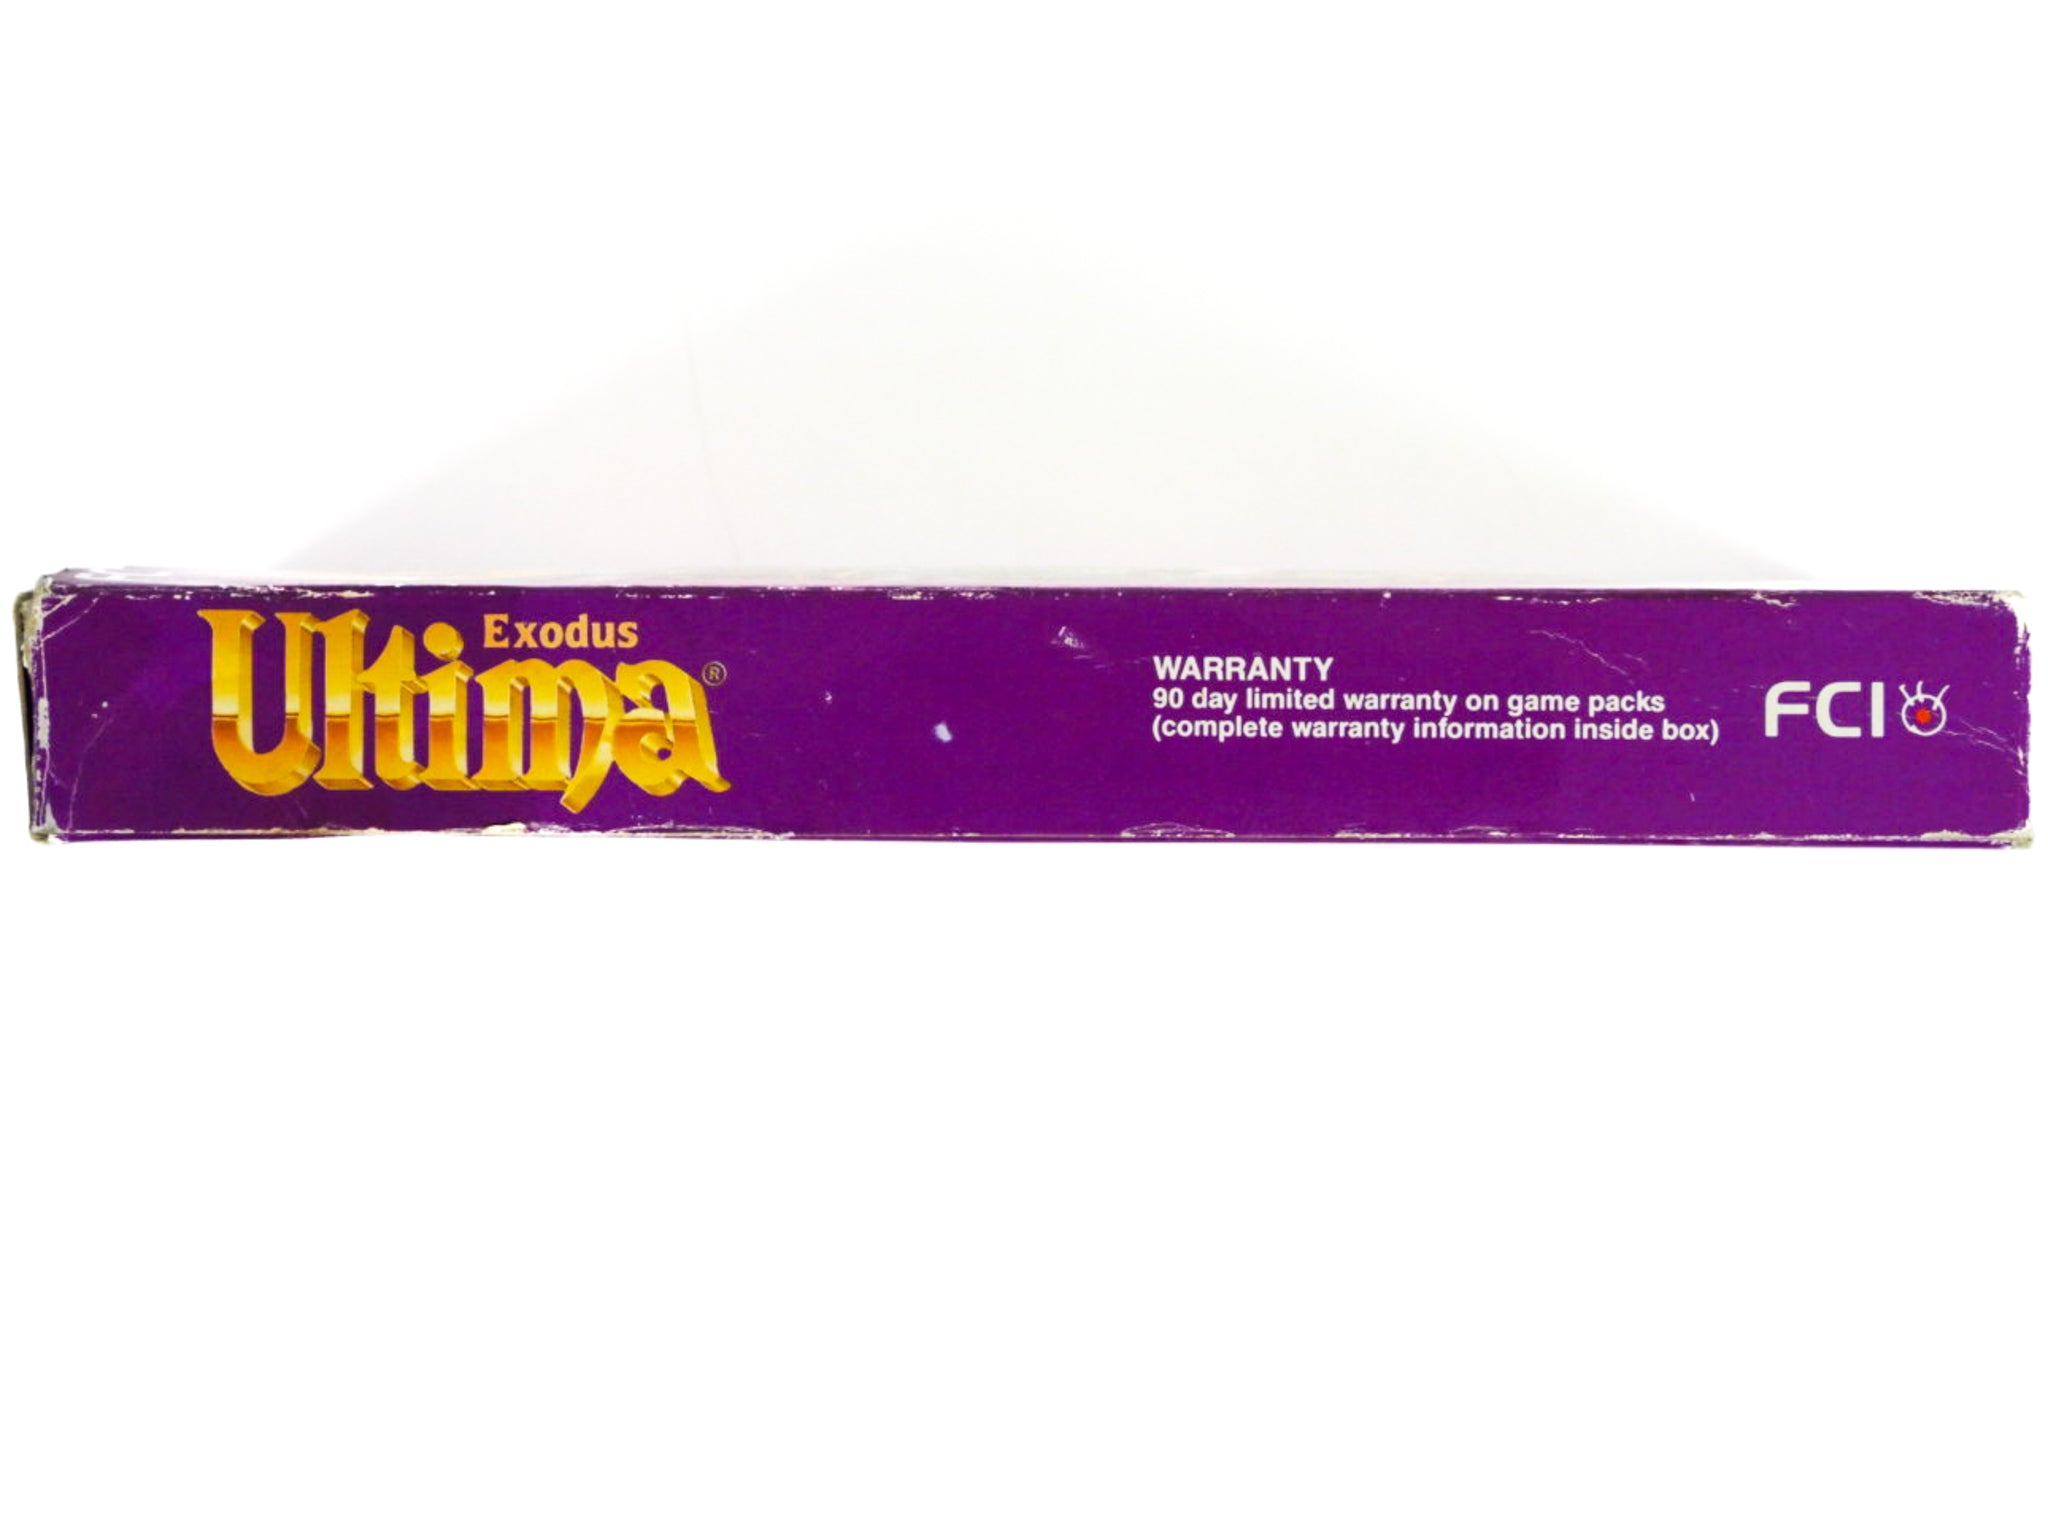 Exodus
Ultima®
WARRANTY
90 day limited warranty on game packs
(complete warranty information inside box)
FCI